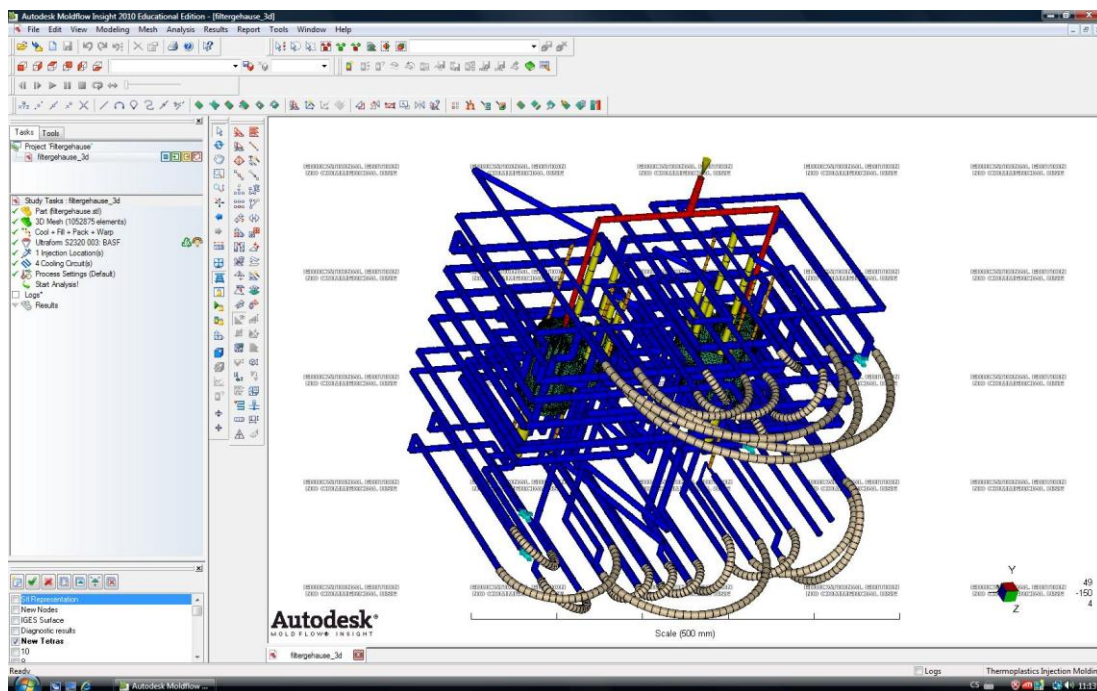 Autodesk Moldflow Insight 2010 Educational Edition - [filtergehause_3d]
File Edit View Modeling Mesh Analysis Results Report Tools Window Help
Tasks Tools
Project 'Filtergehause'
filtergehause_3d
Study Tasks : filtergehause_3d
Part (filtergehause.stl)
3D Mesh (1052875 elements)
Cool + Fill + Pack + Warp
Ultraform S2320 003: BASF
1 Injection Location(s)
4 Cooling Circuit(s)
Process Settings (Default)
Start Analysis!
Logs*
Results
Stl Representation
New Nodes
IGES Surface
Diagnostic results
New Tetras
10
Autodesk®
MOLDFLOW® INSIGHT
Scale (500 mm)
Y
Z
49
-150
4
filtergehause_3d
Ready
Logs
Thermoplastics Injection Moldin
Autodesk Moldflow ...
CS
11:13